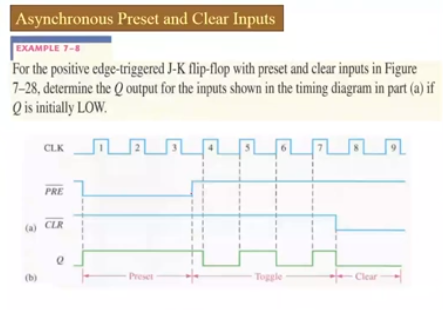 Asynchronous Preset and Clear Inputs
EXAMPLE 7–8
For the positive edge-triggered J-K flip-flop with preset and clear inputs in Figure
7–28, determine the Q output for the inputs shown in the timing diagram in part (a) if
Q is initially LOW.
CLK 1 2 3 4 5 6 7 8 9
PRE
(a) CLR
Q
(b) Preset Toggle Clear